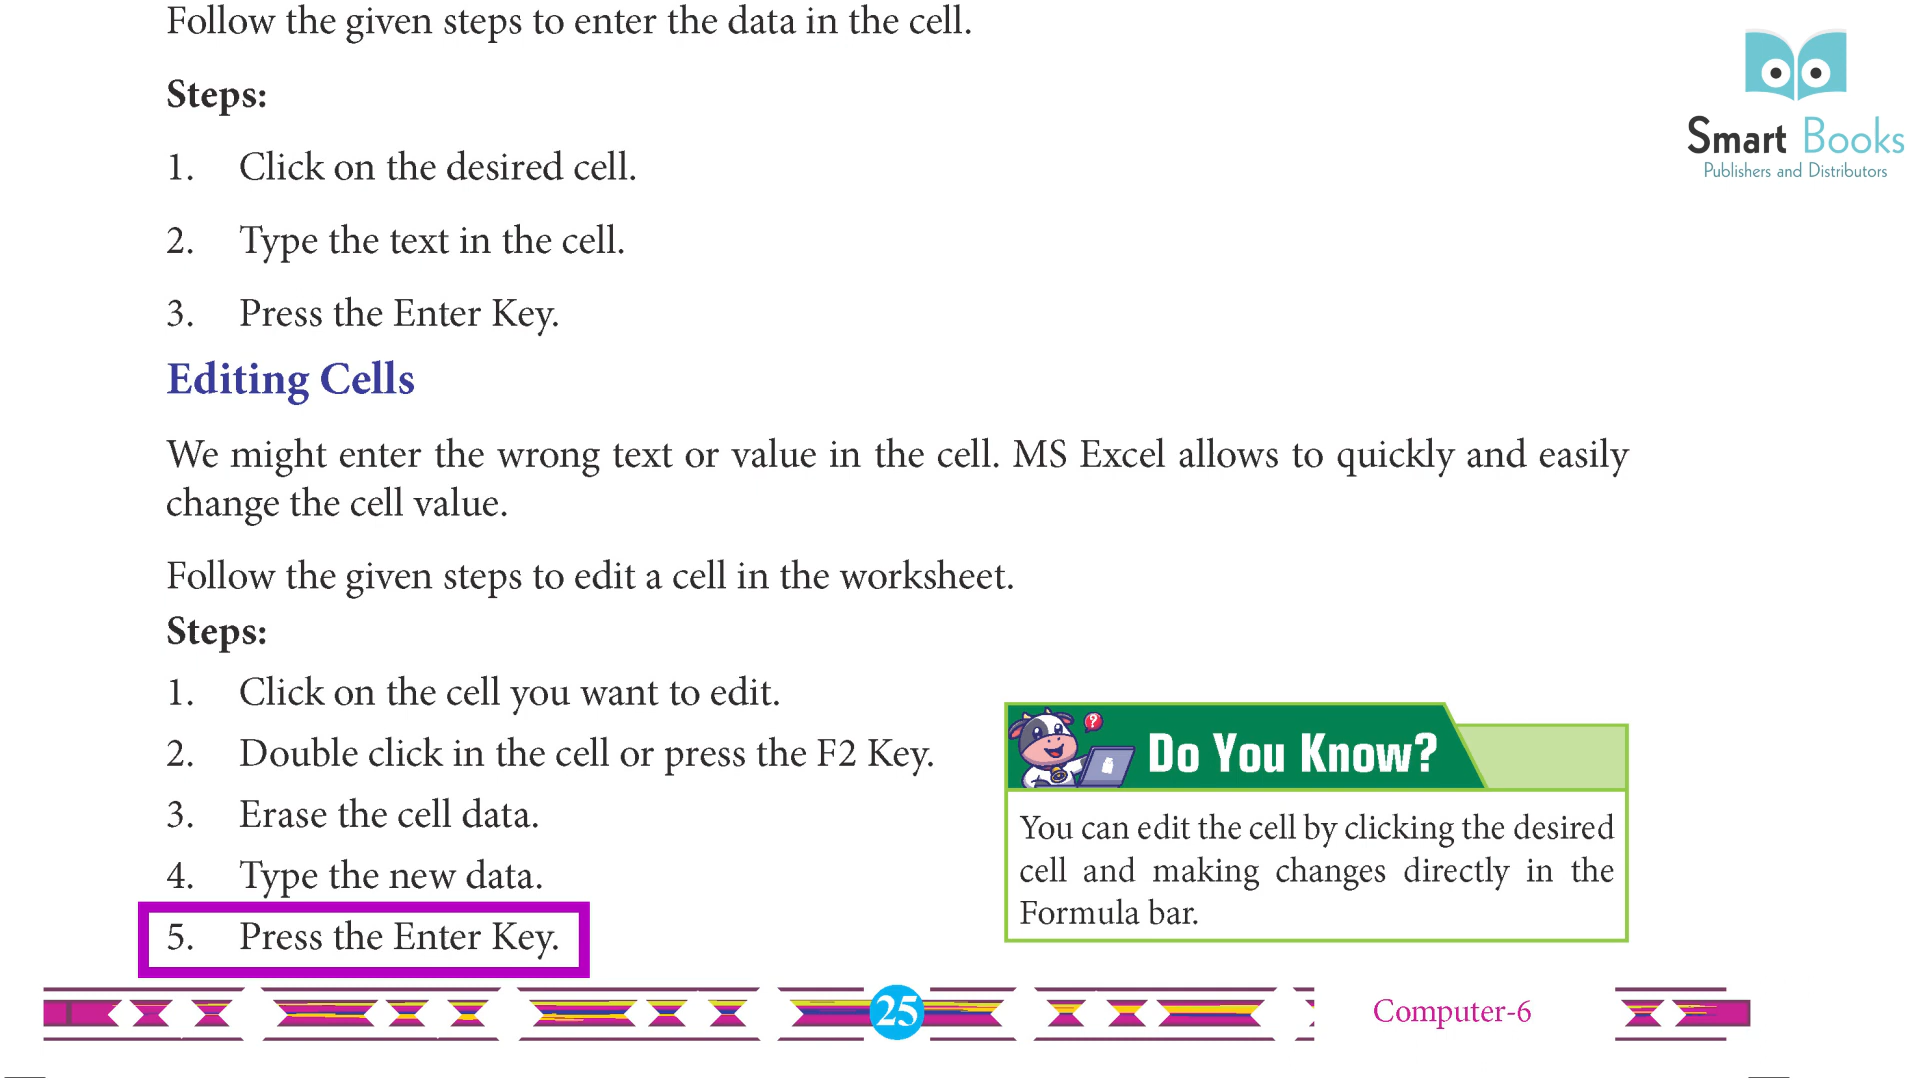 Follow the given steps to enter the data in the cell.
Smart Books
Publishers and Distributors
Steps:
1. Click on the desired cell.
2. Type the text in the cell.
3. Press the Enter Key.
Editing Cells
We might enter the wrong text or value in the cell. MS Excel allows to quickly and easily
change the cell value.
Follow the given steps to edit a cell in the worksheet.
Steps:
1. Click on the cell you want to edit.
2. Double click in the cell or press the F2 Key.
3. Erase the cell data.
4. Type the new data.
5. Press the Enter Key.
?
Do You Know?
You can edit the cell by clicking the desired
cell and making changes directly in the
Formula bar.
25
Computer-6